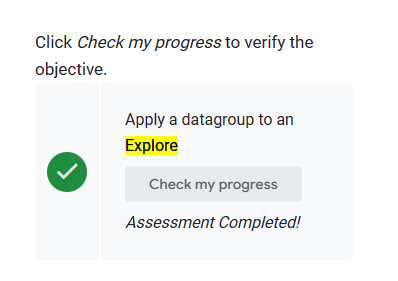 Click Check my progress to verify the
objective.
Apply a datagroup to an
Explore
Check my progress
Assessment Completed!